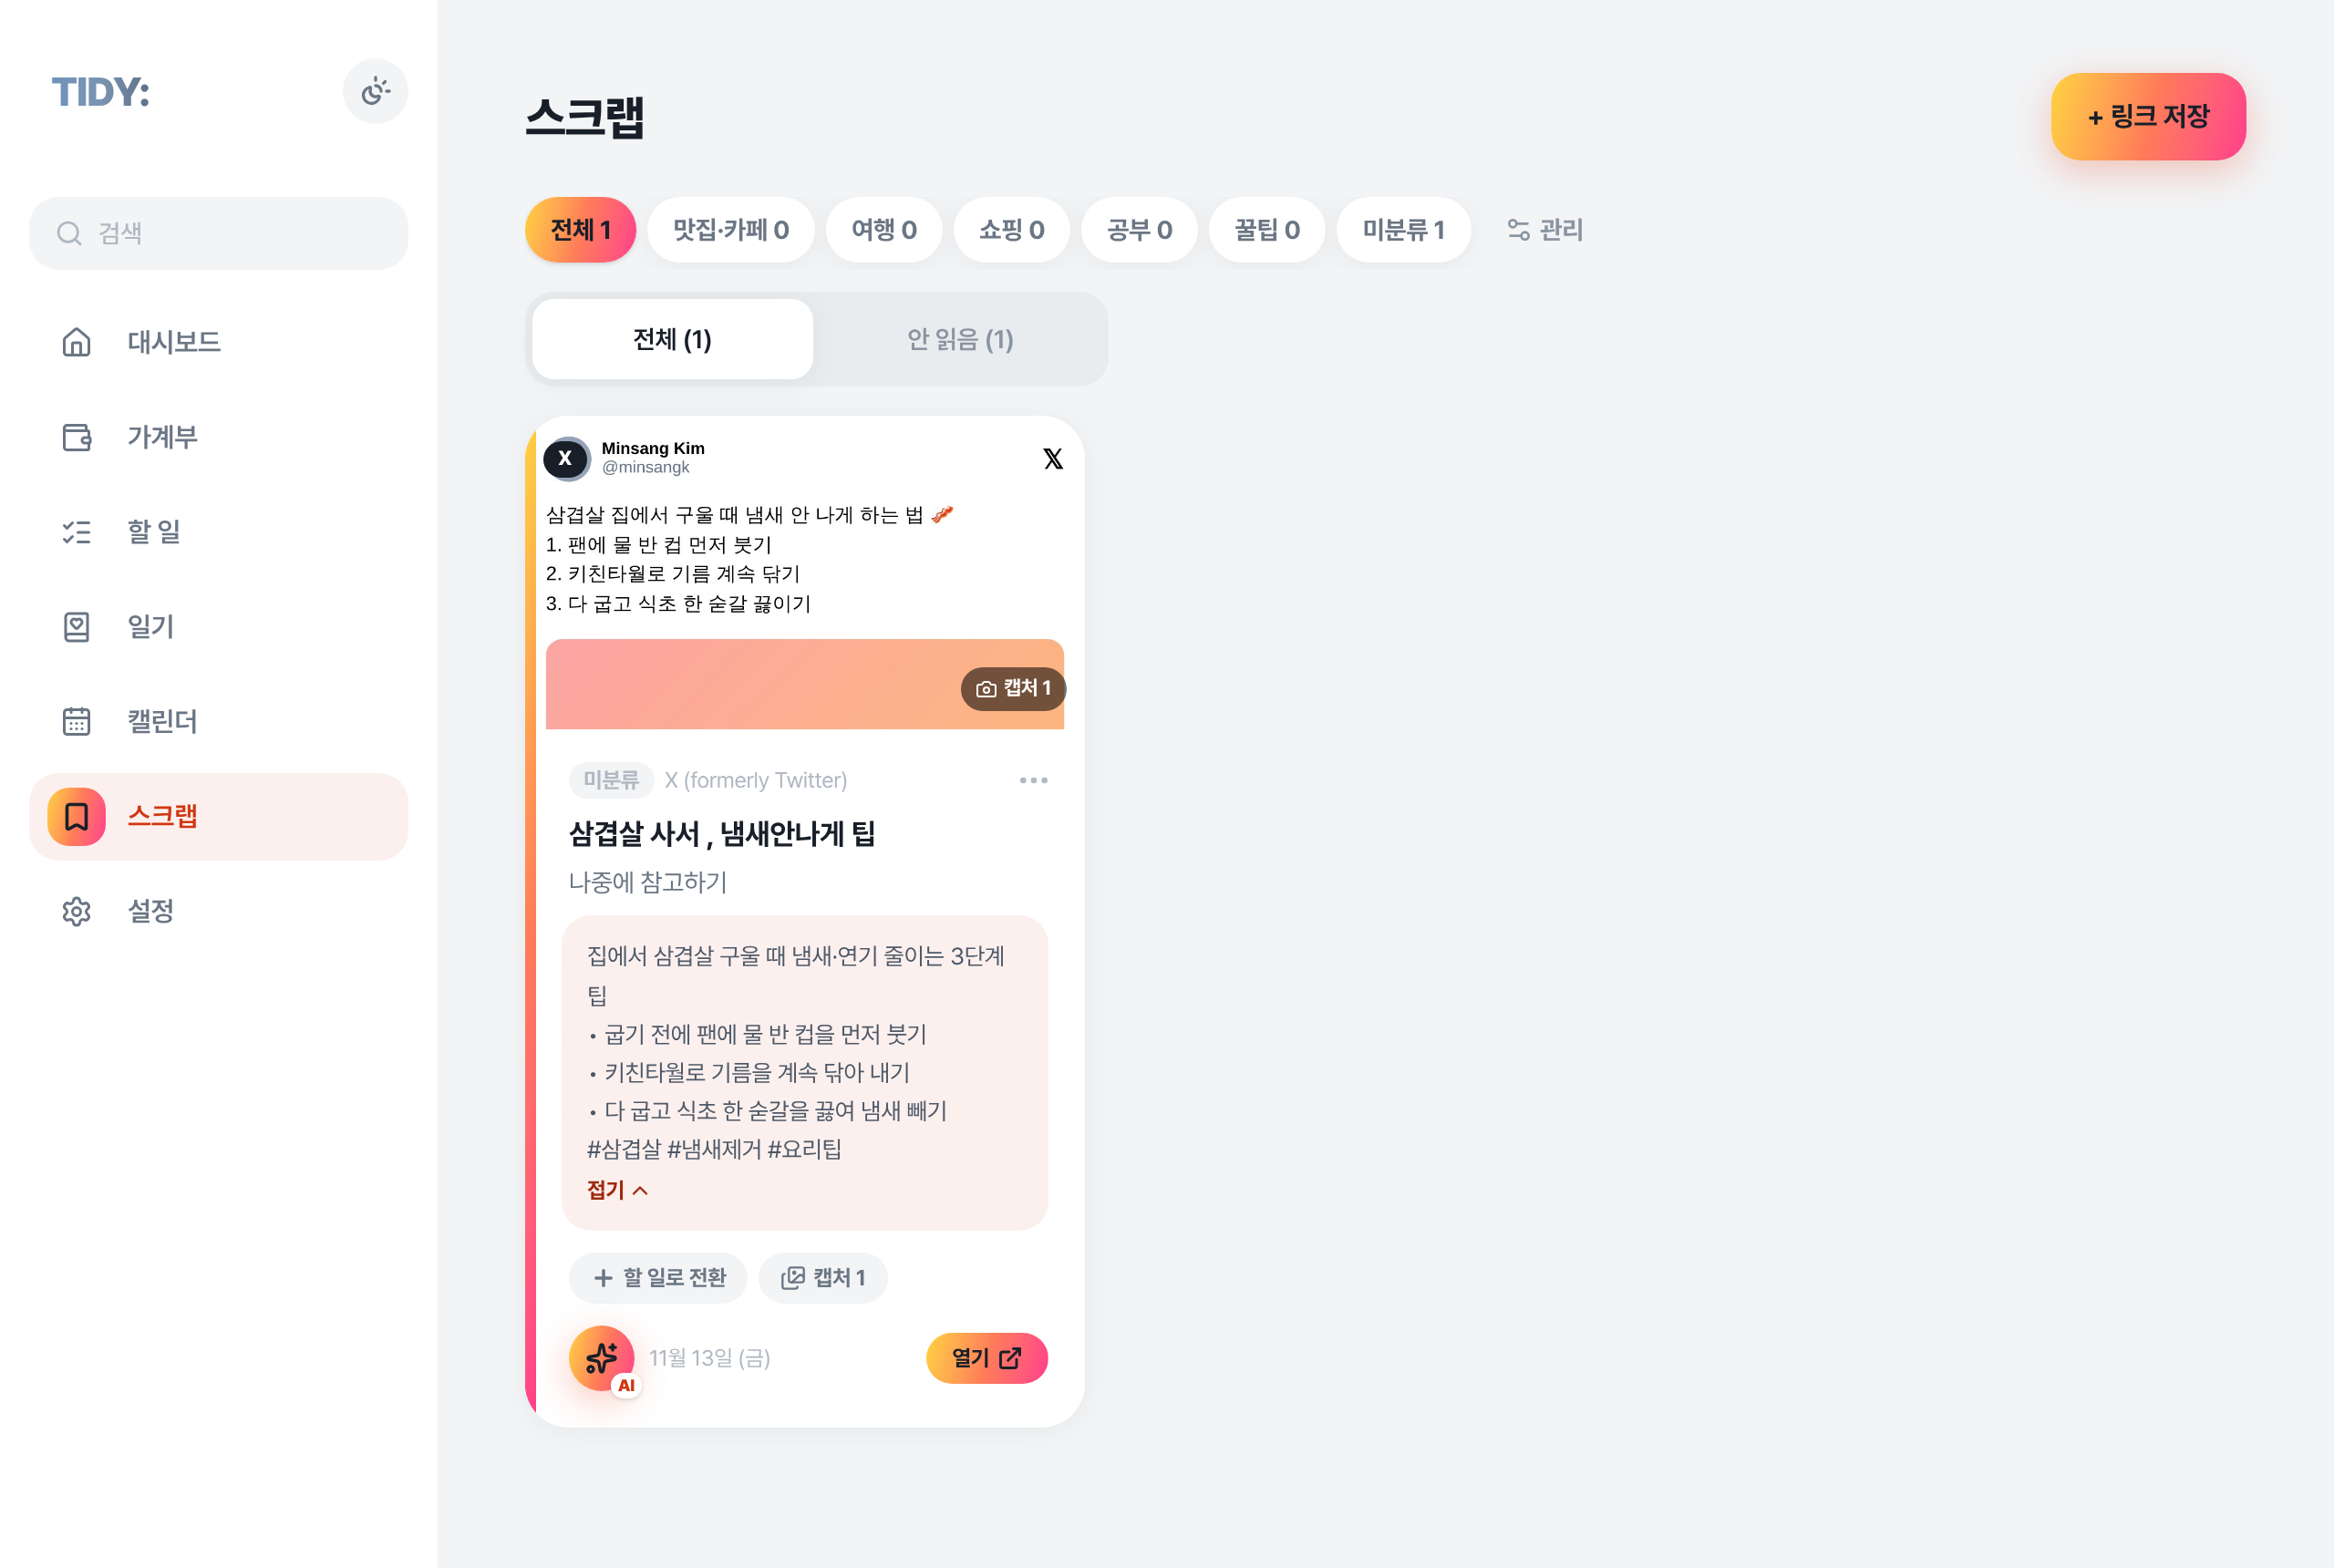 TIDY:
검색
대시보드
가계부
할 일
일기
캘린더
스크랩
설정
스크랩
+ 링크 저장
전체 1
맛집·카페 0
여행 0
쇼핑 0
공부 0
꿀팁 0
미분류 1
관리
전체 (1)
안 읽음 (1)
X
Minsang Kim
@minsangk
𝕏
삼겹살 집에서 구울 때 냄새 안 나게 하는 법 🥓
1. 팬에 물 반 컵 먼저 붓기
2. 키친타월로 기름 계속 닦기
3. 다 굽고 식초 한 숟갈 끓이기
캡처 1
미분류 X (formerly Twitter)
삼겹살 사서 , 냄새안나게 팁
나중에 참고하기
집에서 삼겹살 구울 때 냄새·연기 줄이는 3단계
팁
• 굽기 전에 팬에 물 반 컵을 먼저 붓기
• 키친타월로 기름을 계속 닦아 내기
• 다 굽고 식초 한 숟갈을 끓여 냄새 빼기
#삼겹살 #냄새제거 #요리팁
접기
할 일로 전환
캡처 1
AI
11월 13일 (금)
열기